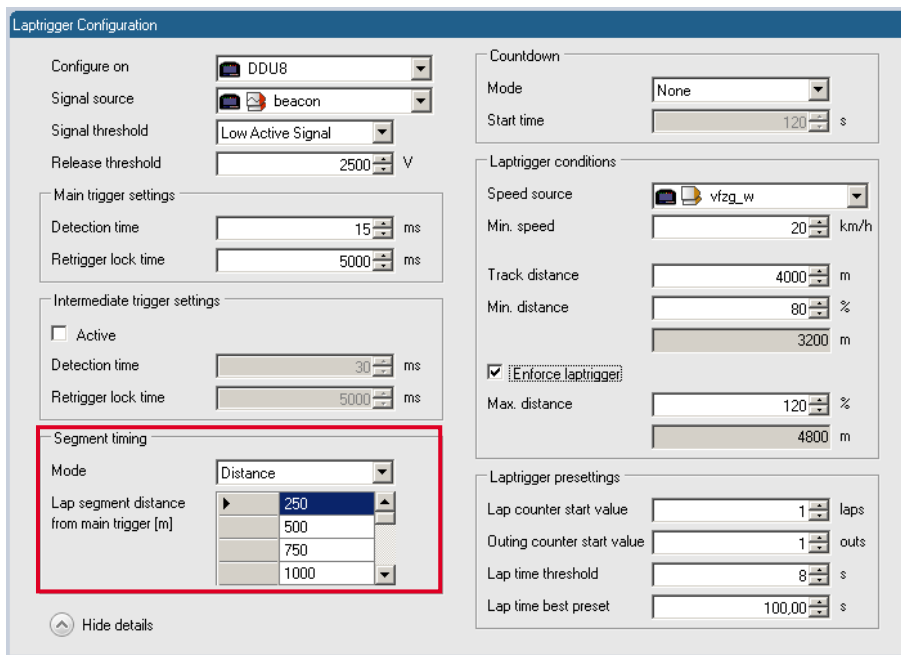 Laptrigger Configuration
Configure on DDU8
Signal source beacon
Signal threshold Low Active Signal
Release threshold 2500 V
Main trigger settings
Detection time 15 ms
Retrigger lock time 5000 ms
Intermediate trigger settings
Active
Detection time 30 ms
Retrigger lock time 5000 ms
Segment timing
Mode Distance
Lap segment distance
from main trigger [m]
250
500
750
1000
Hide details
Countdown
Mode None
Start time 120 s
Laptrigger conditions
Speed source vfzg_w
Min. speed 20 km/h
Track distance 4000 m
Min. distance 80 %
3200 m
Enforce laptrigger
Max. distance 120 %
4800 m
Laptrigger presettings
Lap counter start value 1 laps
Outing counter start value 1 outs
Lap time threshold 8 s
Lap time best preset 100,00 s